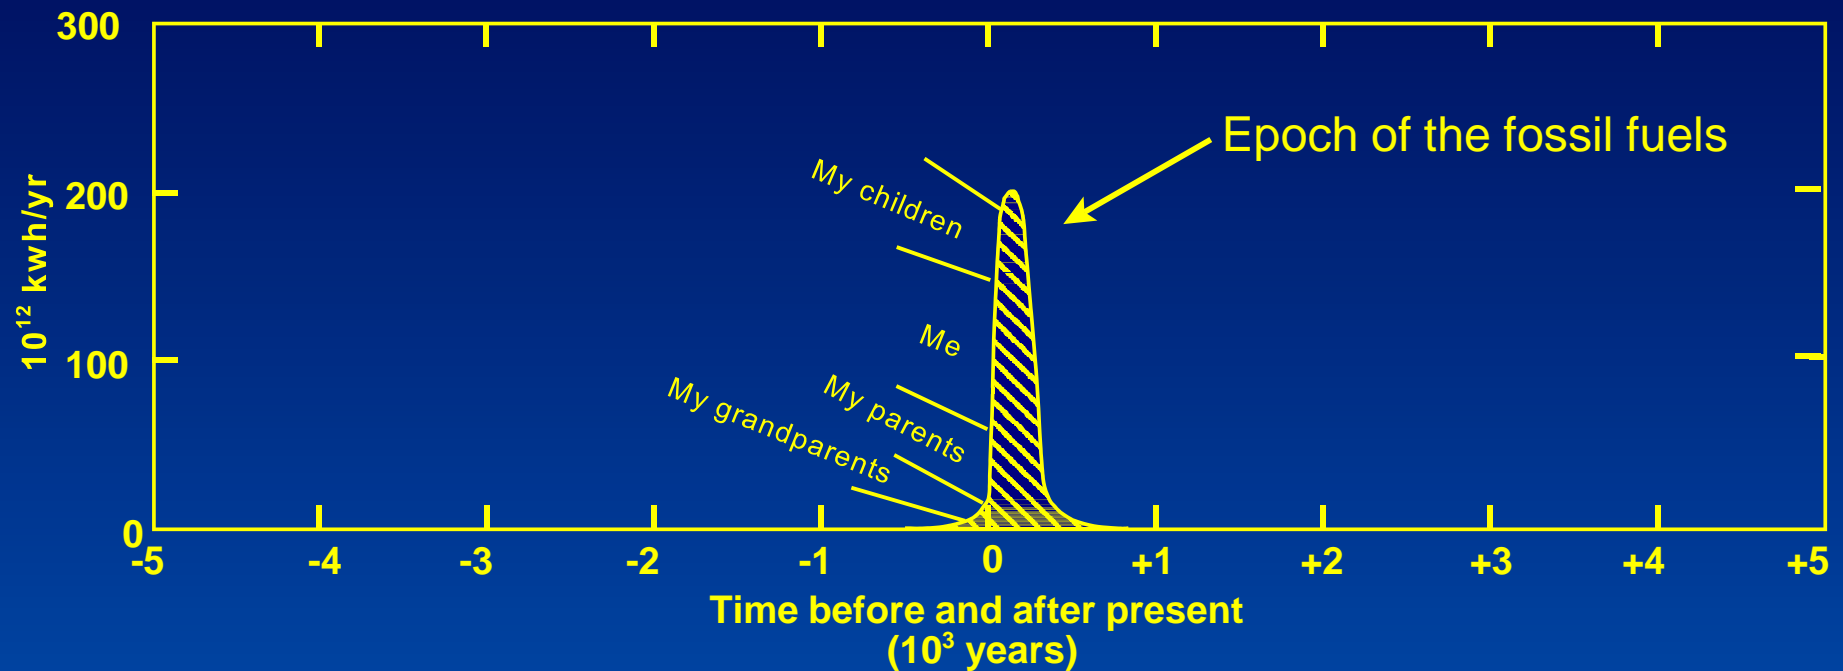 300
200
100
0
10¹² kwh/yr
Epoch of the fossil fuels
My children
Me
My parents
My grandparents
-5 -4 -3 -2 -1 0 +1 +2 +3 +4 +5
Time before and after present
(10³ years)